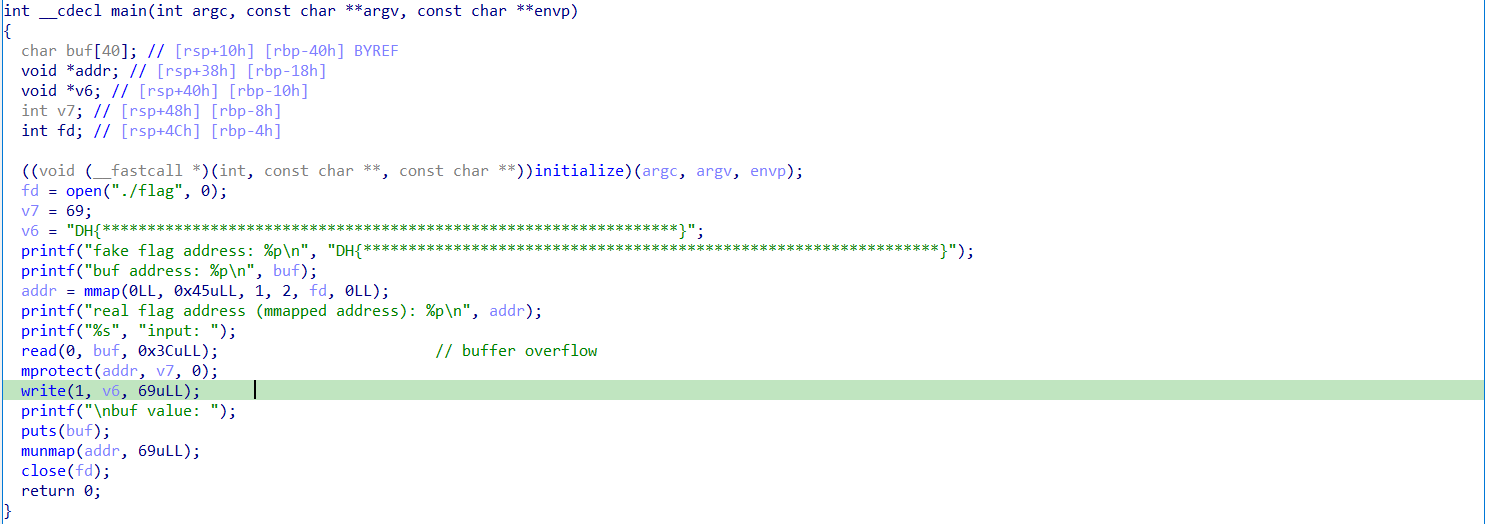 int __cdecl main(int argc, const char **argv, const char **envp)
{
char buf[40]; // [rsp+10h] [rbp-40h] BYREF
void *addr; // [rsp+38h] [rbp-18h]
void *v6; // [rsp+40h] [rbp-10h]
int v7; // [rsp+48h] [rbp-8h]
int fd; // [rsp+4Ch] [rbp-4h]
((void (__fastcall *)(int, const char **, const char **))initialize)(argc, argv, envp);
fd = open("./flag", 0);
v7 = 69;
v6 = "DH{****************************************************************}";
printf("fake flag address: %p\n", "DH{****************************************************************}");
printf("buf address: %p\n", buf);
addr = mmap(0LL, 0x45uLL, 1, 2, fd, 0LL);
printf("real flag address (mmapped address): %p\n", addr);
printf("%s", "input: ");
read(0, buf, 0x3CuLL); // buffer overflow
mprotect(addr, v7, 0);
write(1, v6, 69uLL);
printf("\nbuf value: ");
puts(buf);
munmap(addr, 69uLL);
close(fd);
return 0;
}